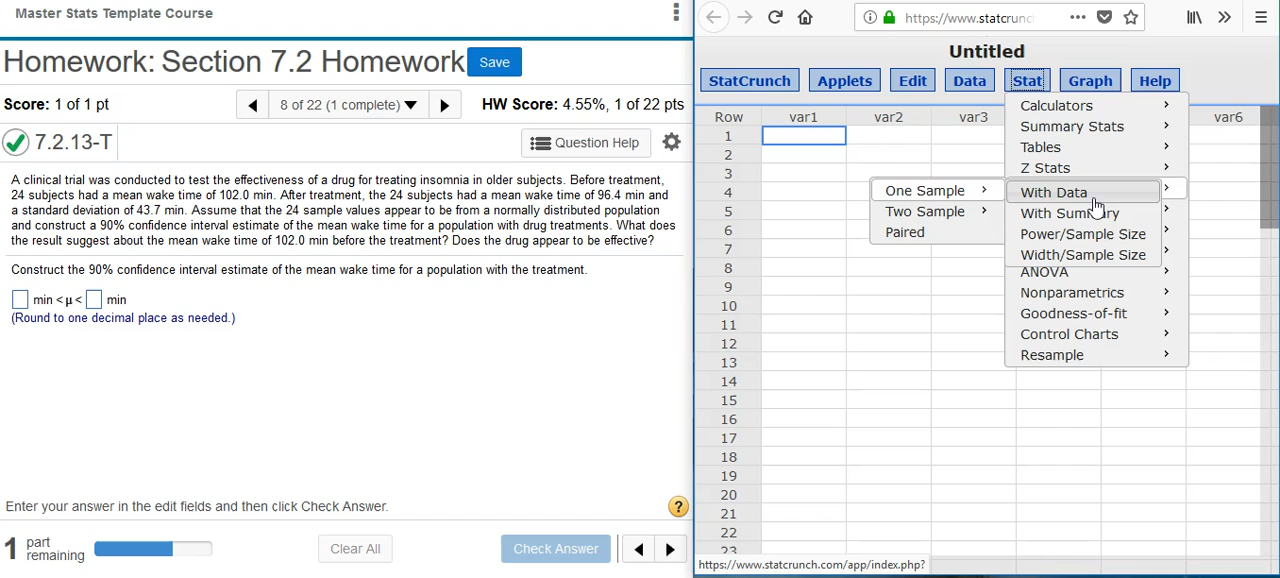 Master Stats Template Course
Homework: Section 7.2 Homework
Save
Score: 1 of 1 pt
8 of 22 (1 complete)
HW Score: 4.55%, 1 of 22 pts
7.2.13-T
Question Help
A clinical trial was conducted to test the effectiveness of a drug for treating insomnia in older subjects. Before treatment,
24 subjects had a mean wake time of 102.0 min. After treatment, the 24 subjects had a mean wake time of 96.4 min and
a standard deviation of 43.7 min. Assume that the 24 sample values appear to be from a normally distributed population
and construct a 90% confidence interval estimate of the mean wake time for a population with drug treatments. What does
the result suggest about the mean wake time of 102.0 min before the treatment? Does the drug appear to be effective?
Construct the 90% confidence interval estimate of the mean wake time for a population with the treatment.
min < μ < min
(Round to one decimal place as needed.)
Enter your answer in the edit fields and then click Check Answer.
?
1 part
remaining
Clear All
Check Answer
https://www.statcrunc
Untitled
StatCrunch
Applets
Edit
Data
Stat
Graph
Help
Row var1 var2 var3 var6
1
2
3
4
5
6
7
8
9
10
11
12
13
14
15
16
17
18
19
20
21
22
23
Calculators
Summary Stats
Tables
Z Stats
With Data
With Summary
Power/Sample Size
Width/Sample Size
ANOVA
Nonparametrics
Goodness-of-fit
Control Charts
Resample
One Sample
Two Sample
Paired
https://www.statcrunch.com/app/index.php?